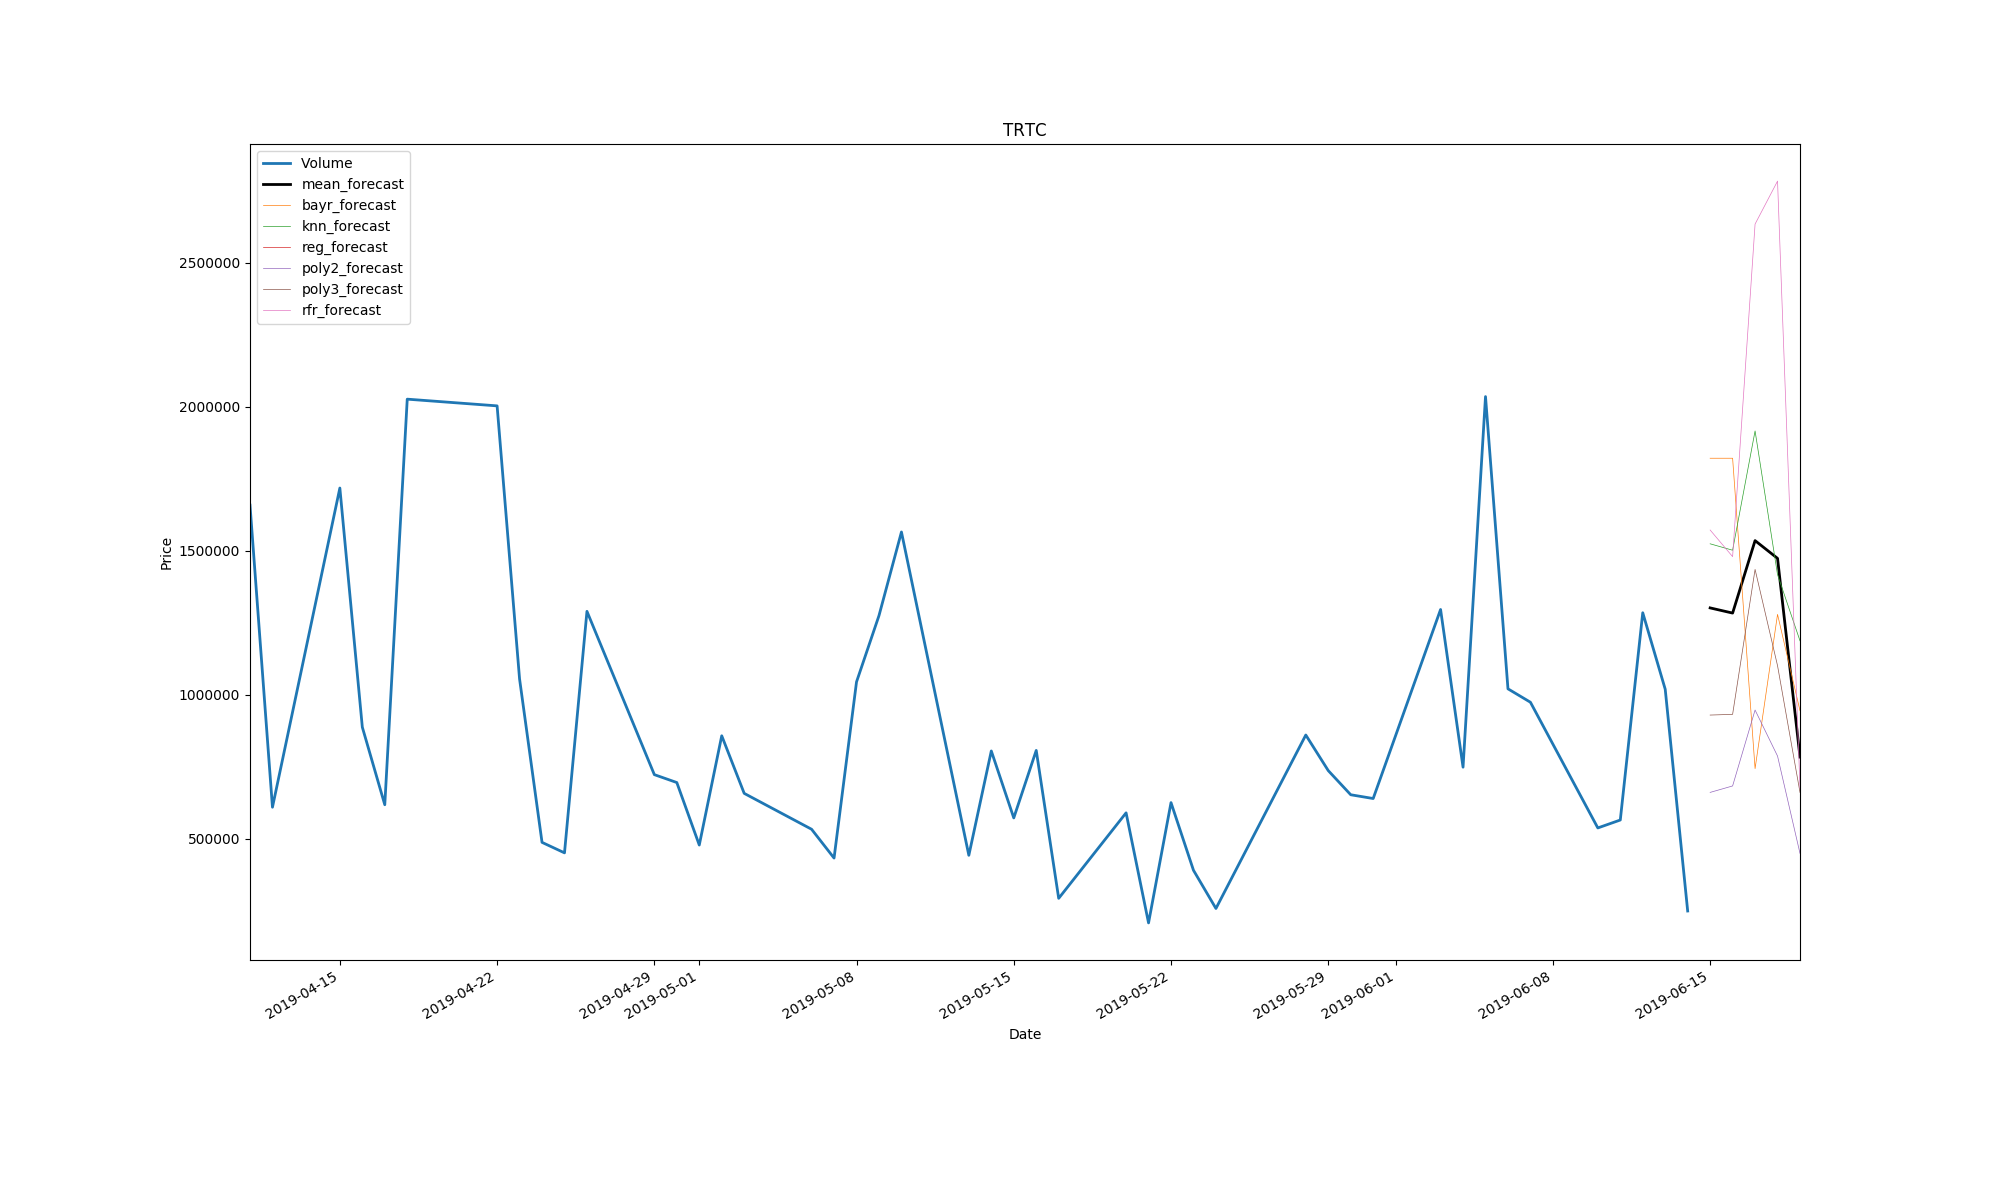 TRTC
Volume
mean_forecast
bayr_forecast
knn_forecast
reg_forecast
poly2_forecast
poly3_forecast
rfr_forecast
2500000
2000000
1500000
1000000
500000
Price
2019-04-15
2019-04-22
2019-04-29
2019-05-01
2019-05-08
2019-05-15
2019-05-22
2019-05-29
2019-06-01
2019-06-08
2019-06-15
Date